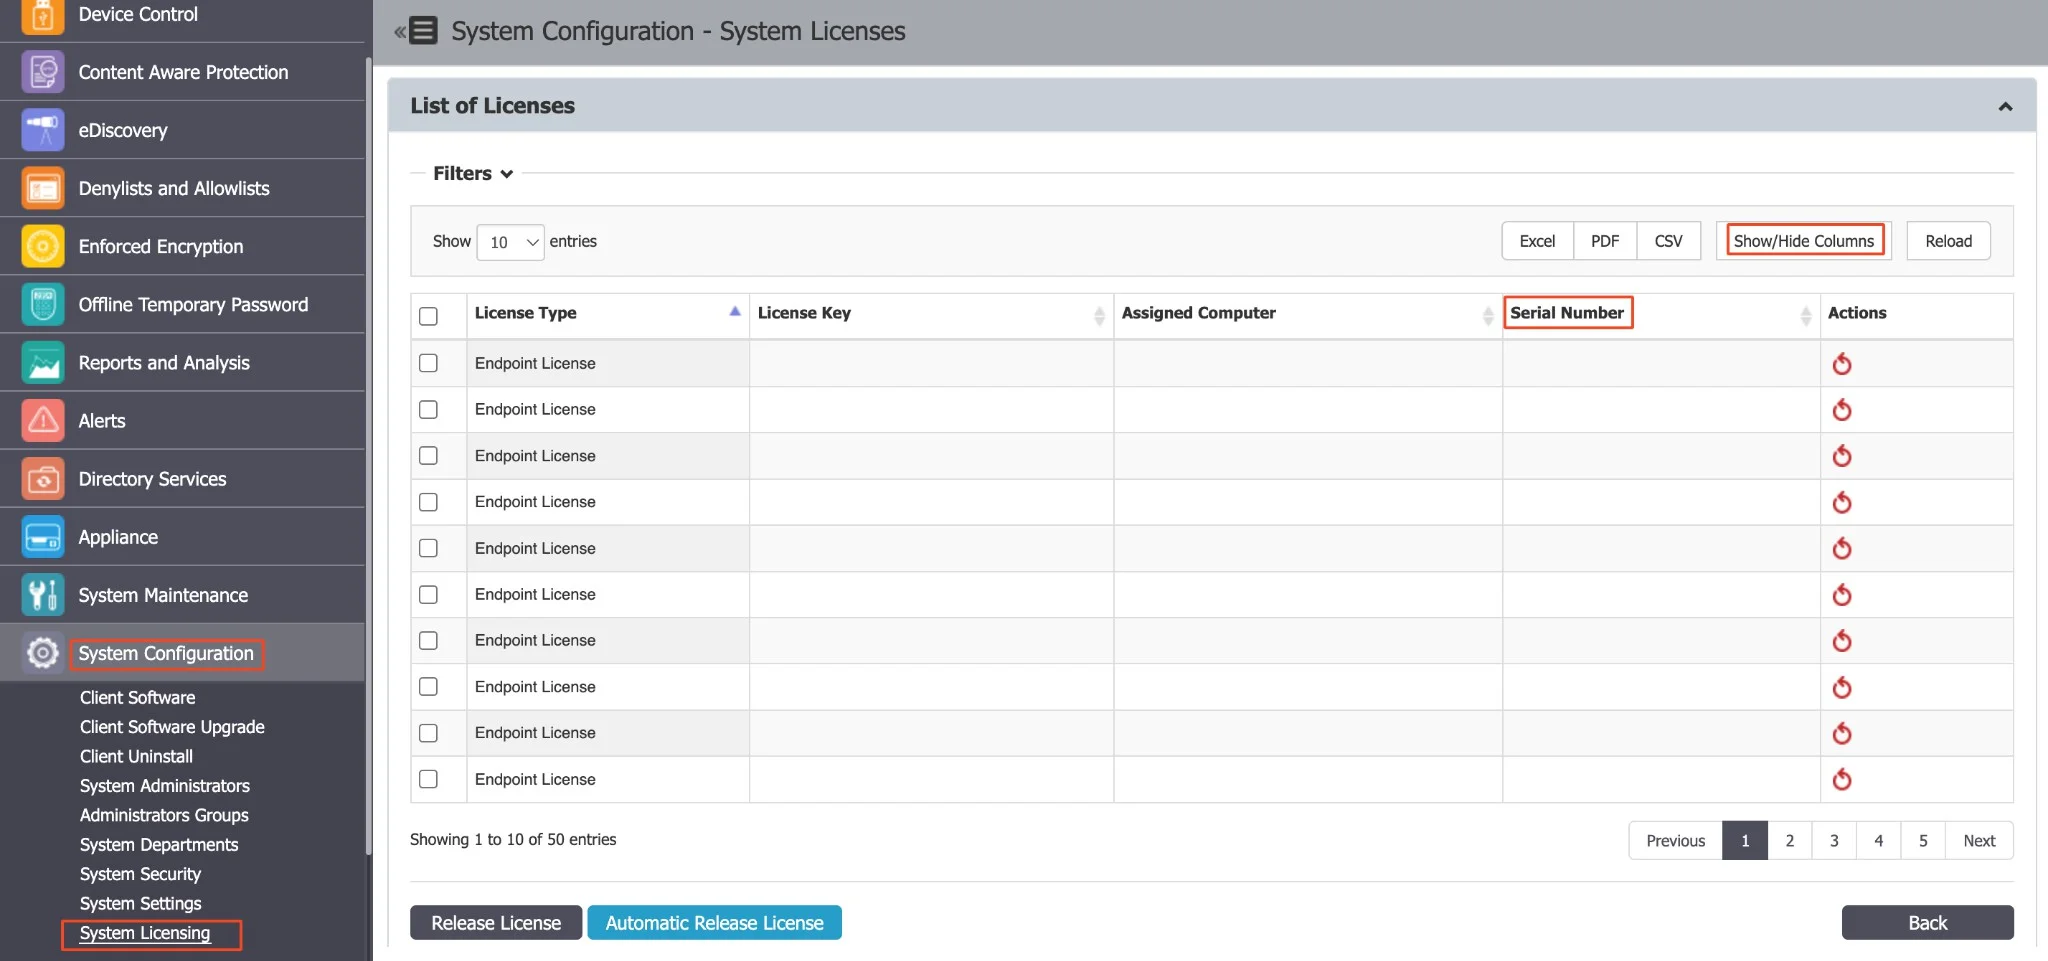 Device Control
Content Aware Protection
eDiscovery
Denylists and Allowlists
Enforced Encryption
Offline Temporary Password
Reports and Analysis
Alerts
Directory Services
Appliance
System Maintenance
System Configuration
Client Software
Client Software Upgrade
Client Uninstall
System Administrators
Administrators Groups
System Departments
System Security
System Settings
System Licensing
System Configuration - System Licenses
List of Licenses
Filters
Show 10 entries Excel PDF CSV Show/Hide Columns Reload
License Type License Key Assigned Computer Serial Number Actions
Endpoint License
Endpoint License
Endpoint License
Endpoint License
Endpoint License
Endpoint License
Endpoint License
Endpoint License
Endpoint License
Endpoint License
Showing 1 to 10 of 50 entries Previous 1 2 3 4 5 Next
Release License Automatic Release License Back